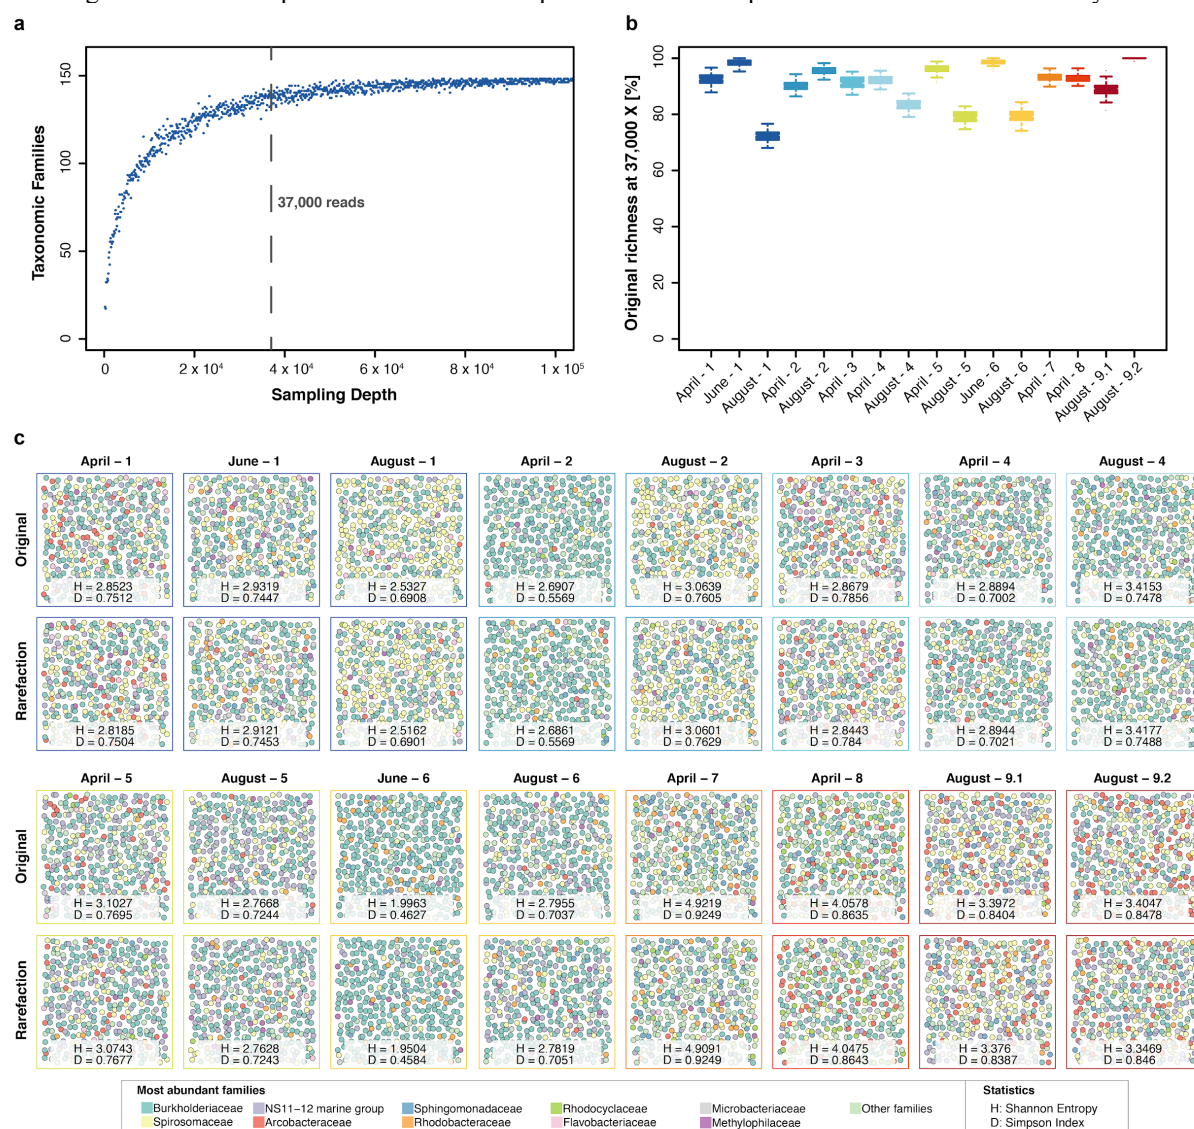 a
b
150
100
50
0
Taxonomic Families
37,000 reads
0
2 x 10⁴
4 x 10⁴
6 x 10⁴
8 x 10⁴
1 x 10⁵
Sampling Depth
100
80
60
40
20
0
Original richness at 37,000 X [%]
April - 1
June - 1
August - 1
April - 2
August - 2
April - 3
April - 4
August - 4
April - 5
August - 5
June - 6
August - 6
April - 7
April - 8
August - 9.1
August - 9.2
c
April – 1 June – 1 August – 1 April – 2 August – 2 April – 3 April – 4 August – 4
Original
H = 2.8523 H = 2.9319 H = 2.5327 H = 2.6907 H = 3.0639 H = 2.8679 H = 2.8894 H = 3.4153
D = 0.7512 D = 0.7447 D = 0.6908 D = 0.5569 D = 0.7605 D = 0.7856 D = 0.7002 D = 0.7478
Rarefaction
H = 2.8185 H = 2.9121 H = 2.5162 H = 2.6861 H = 3.0601 H = 2.8443 H = 2.8944 H = 3.4177
D = 0.7504 D = 0.7453 D = 0.6901 D = 0.5569 D = 0.7629 D = 0.784 D = 0.7021 D = 0.7488
April – 5 August – 5 June – 6 August – 6 April – 7 April – 8 August – 9.1 August – 9.2
Original
H = 3.1027 H = 2.7668 H = 1.9963 H = 2.7955 H = 4.9219 H = 4.0578 H = 3.3972 H = 3.4047
D = 0.7695 D = 0.7244 D = 0.4627 D = 0.7037 D = 0.9249 D = 0.8635 D = 0.8404 D = 0.8478
Rarefaction
H = 3.0743 H = 2.7628 H = 1.9504 H = 2.7819 H = 4.9091 H = 4.0475 H = 3.376 H = 3.3469
D = 0.7677 D = 0.7243 D = 0.4584 D = 0.7051 D = 0.9249 D = 0.8643 D = 0.8387 D = 0.846
Most abundant families Statistics
Burkholderiaceae NS11–12 marine group Sphingomonadaceae Rhodocyclaceae Microbacteriaceae Other families H: Shannon Entropy
Spirosomaceae Arcobacteraceae Rhodobacteraceae Flavobacteriaceae Methylophilaceae D: Simpson Index